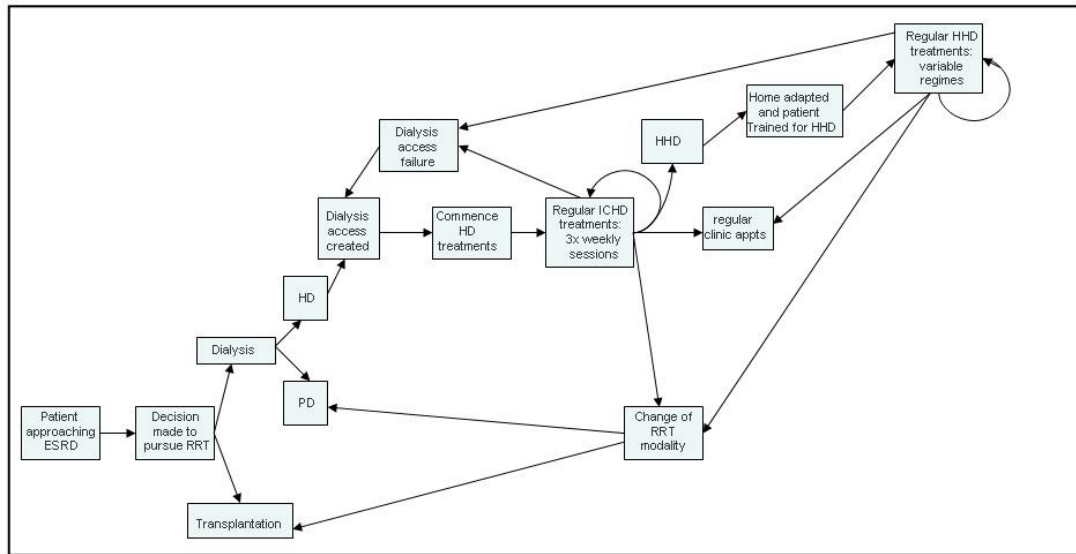 Regular HHD
treatments:
variable
regimes
Home adapted
and patient
Trained for HHD
Dialysis
access
failure
HHD
Dialysis
access
created
Commence
HD
treatments
Regular ICHD
treatments:
3x weekly
sessions
regular
clinic appts
HD
Dialysis
PD
Patient
approaching
ESRD
Decision
made to
pursue RRT
Change of
RRT
modality
Transplantation